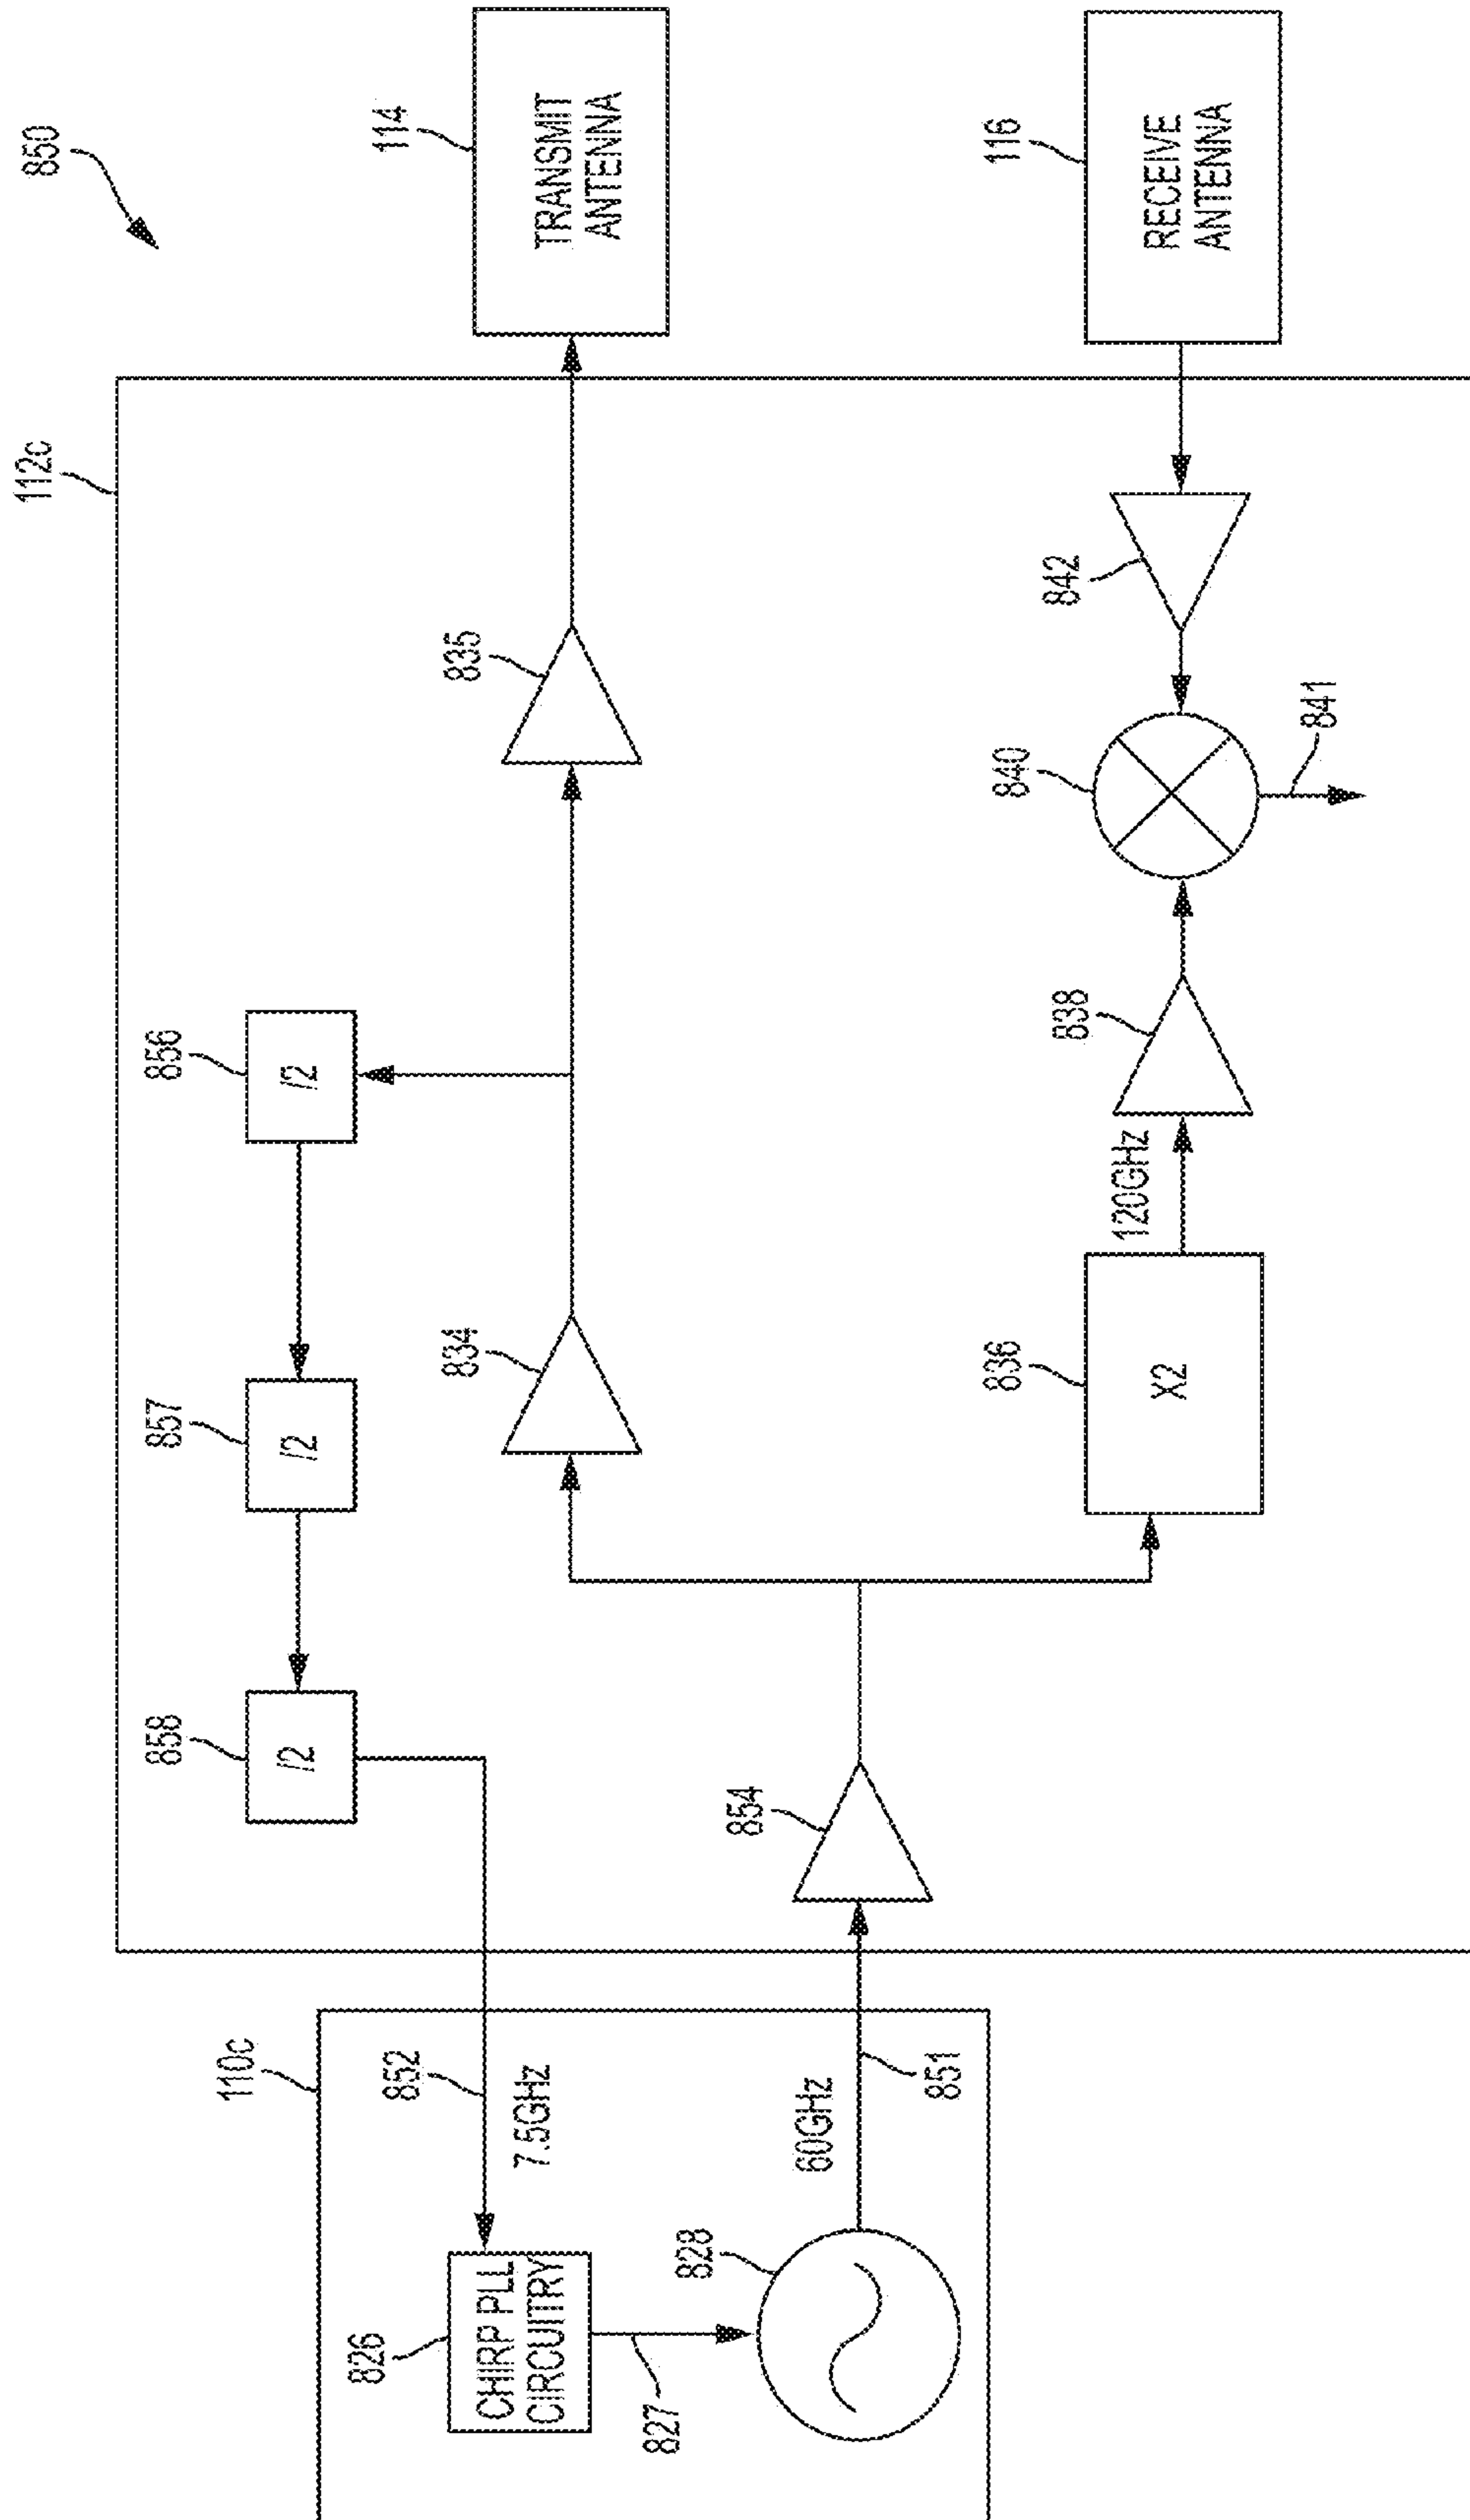 850
112c
114
TRANSMIT
ANTENNA
856
/2
857
/2
858
/2
835
834
110c
852
7.5GHz
826
CHIRP PLL
CIRCUITRY
827
828
60GHz
851
854
836
X2
120GHz
838
840
841
842
116
RECEIVE
ANTENNA